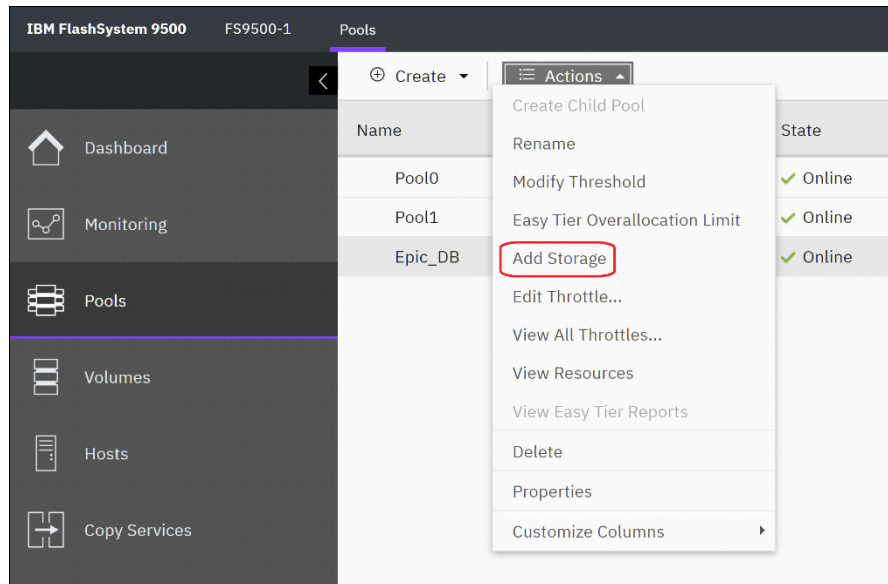 IBM FlashSystem 9500 FS9500-1 Pools
Create Actions
Name State
Create Child Pool
Rename
Modify Threshold
Easy Tier Overallocation Limit
Add Storage
Edit Throttle...
View All Throttles...
View Resources
View Easy Tier Reports
Delete
Properties
Customize Columns
Pool0 Online
Pool1 Online
Epic_DB Online
Dashboard
Monitoring
Pools
Volumes
Hosts
Copy Services